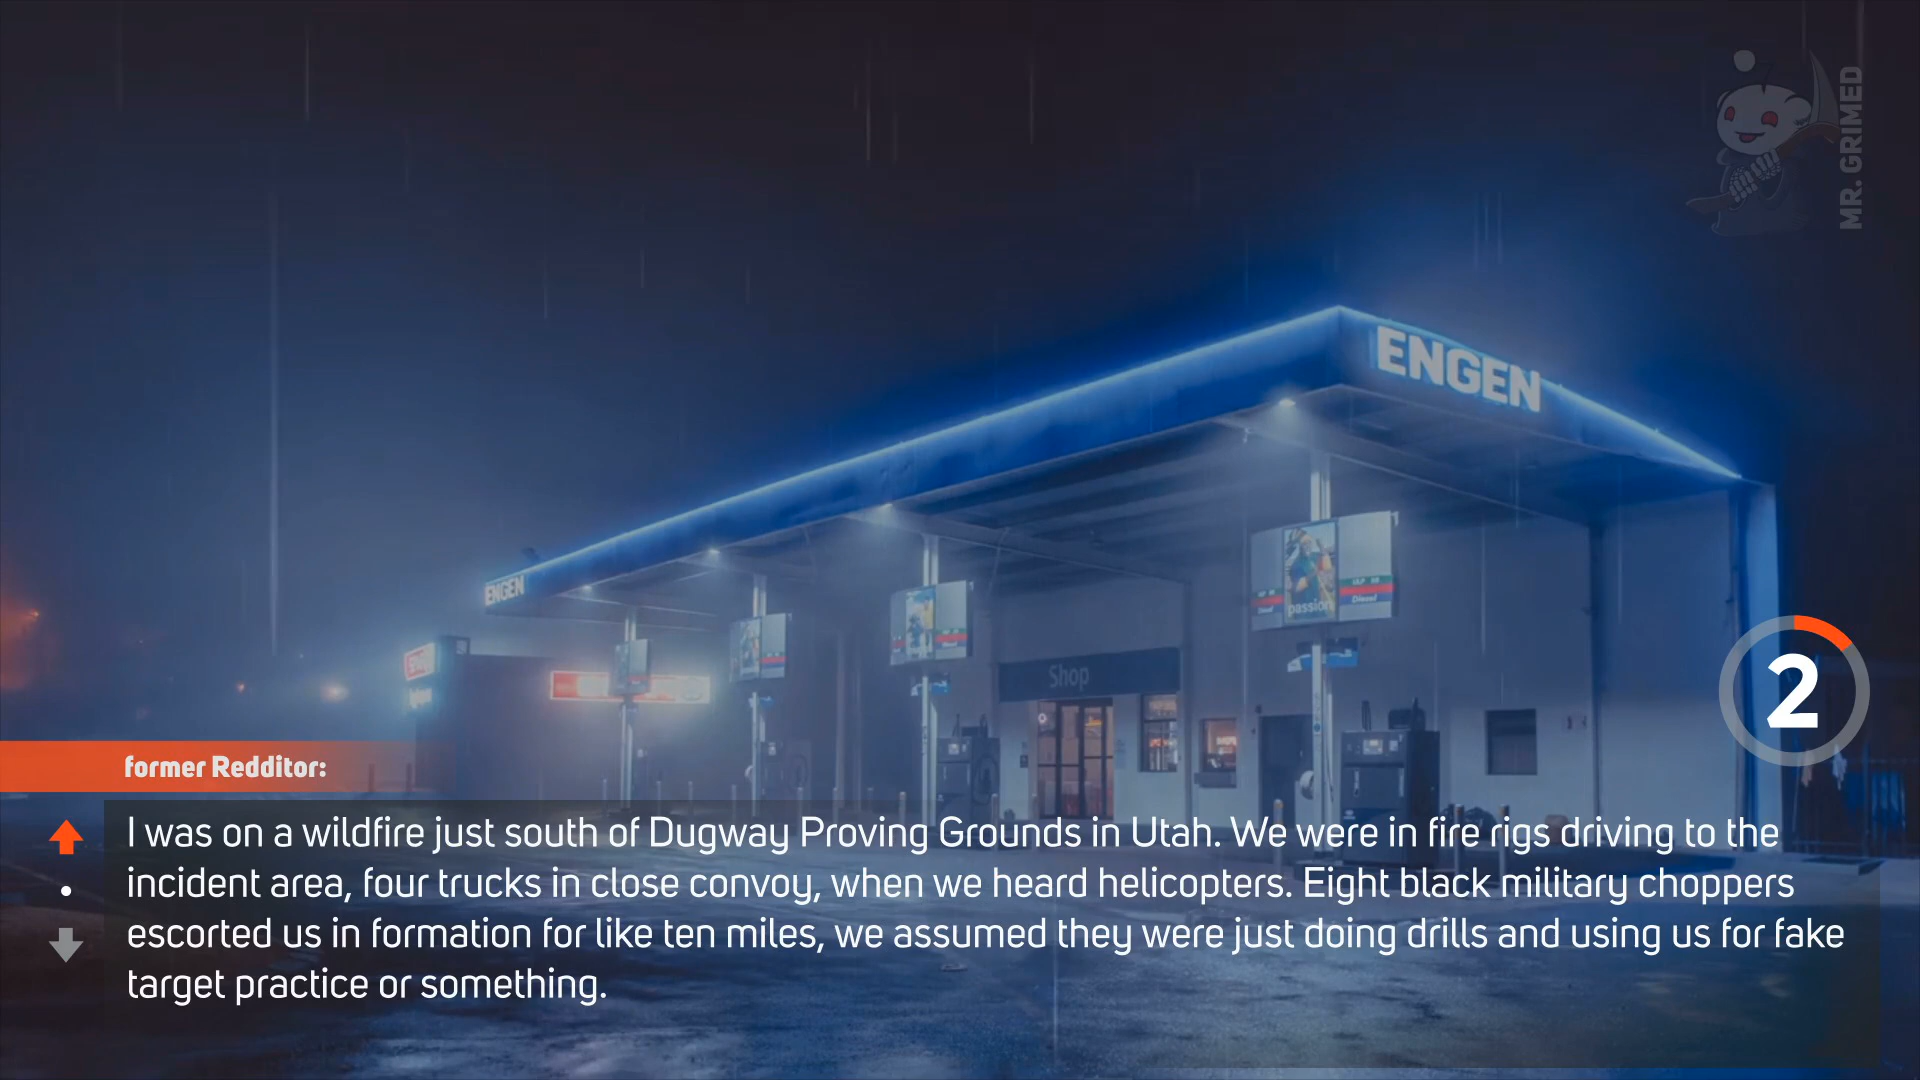 MR. GRIMED
ENGEN
ENGEN
passion
Diesel
Shop
2
former Redditor:
I was on a wildfire just south of Dugway Proving Grounds in Utah. We were in fire rigs driving to the
incident area, four trucks in close convoy, when we heard helicopters. Eight black military choppers
escorted us in formation for like ten miles, we assumed they were just doing drills and using us for fake
target practice or something.